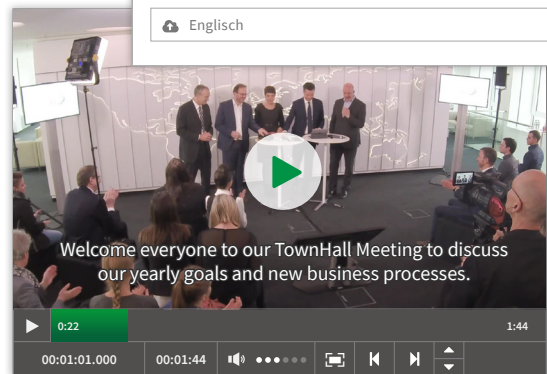 Englisch
Welcome everyone to our TownHall Meeting to discuss
our yearly goals and new business processes.
0:22
1:44
00:01:01.000
00:01:44